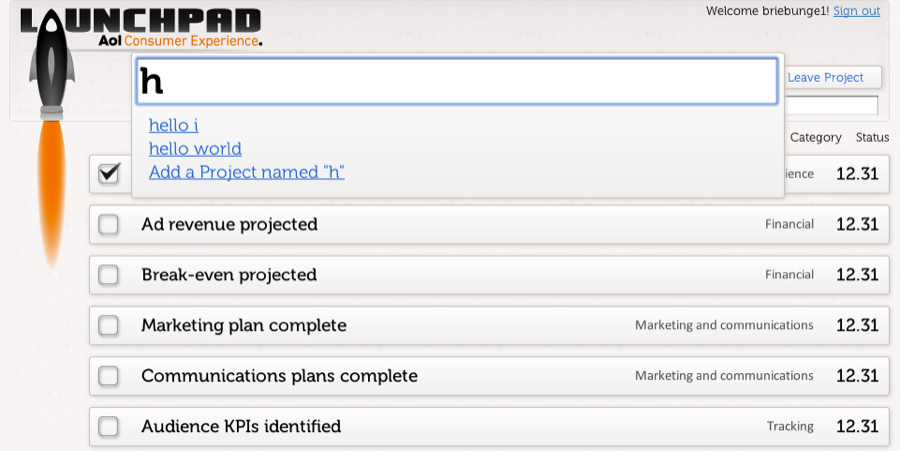 LAUNCHPAD
Aol Consumer Experience.
Welcome briebunge1! Sign out
h
Leave Project
hello i
hello world
Add a Project named "h"
Category Status
ience 12.31
Ad revenue projected Financial 12.31
Break-even projected Financial 12.31
Marketing plan complete Marketing and communications 12.31
Communications plans complete Marketing and communications 12.31
Audience KPIs identified Tracking 12.31